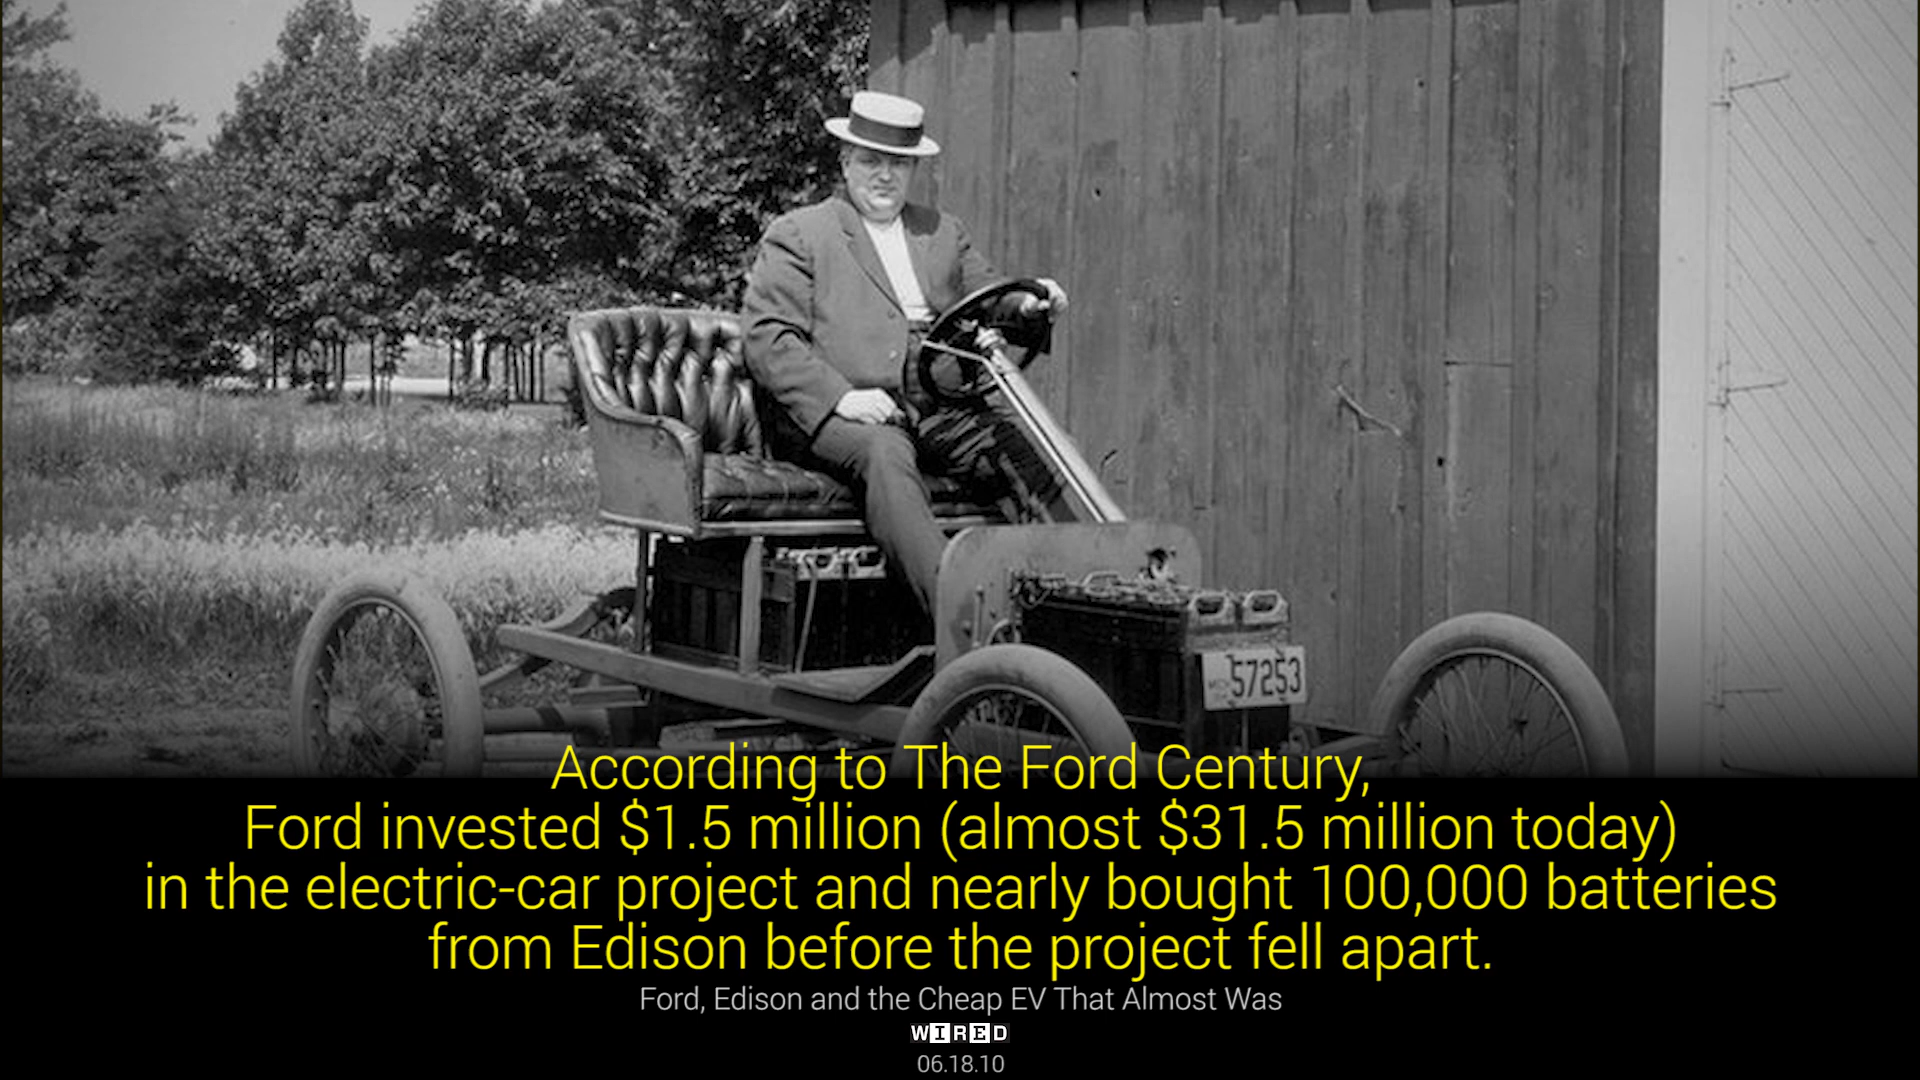 MICH 57253
According to The Ford Century,
Ford invested $1.5 million (almost $31.5 million today)
in the electric-car project and nearly bought 100,000 batteries
from Edison before the project fell apart.
Ford, Edison and the Cheap EV That Almost Was
WIRED
06.18.10